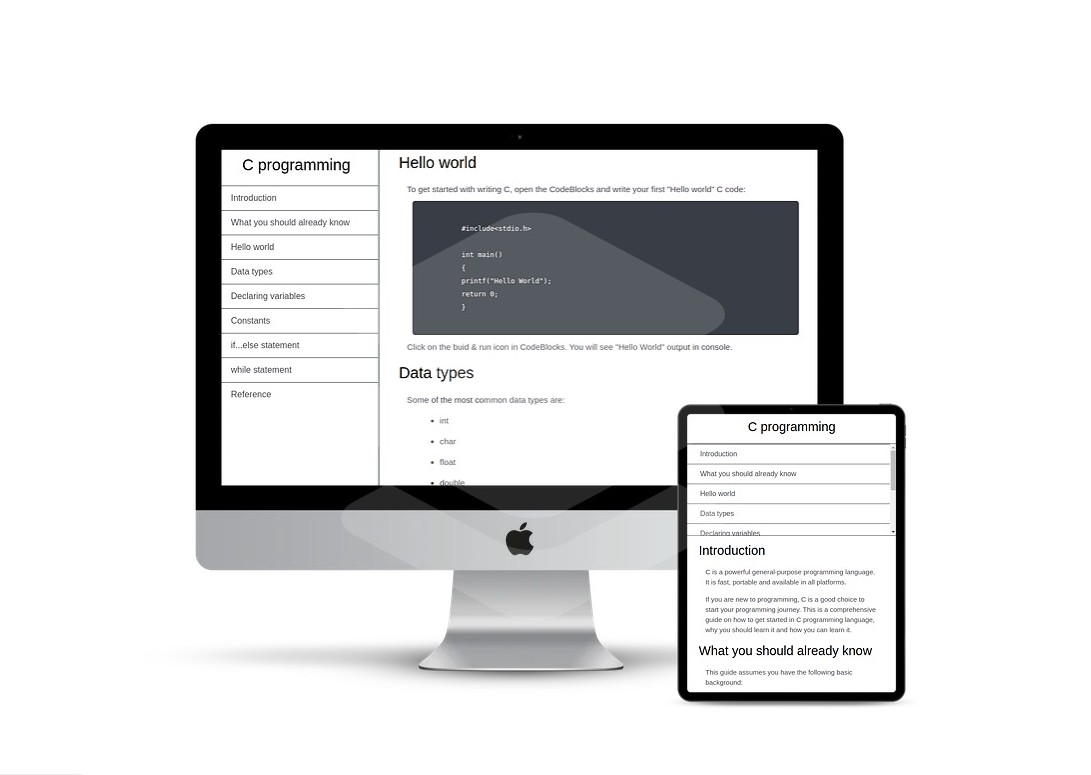 C programming
Introduction
What you should already know
Hello world
Data types
Declaring variables
Constants
if...else statement
while statement
Reference
Hello world
To get started with writing C, open the CodeBlocks and write your first "Hello world" C code:
#include<stdio.h>
int main()
{
printf("Hello World");
return 0;
}
Click on the buid & run icon in CodeBlocks. You will see "Hello World" output in console.
Data types
Some of the most common data types are:
• int
• char
• float
• double
C programming
Introduction
What you should already know
Hello world
Data types
Declaring variables
Introduction
C is a powerful general-purpose programming language.
It is fast, portable and available in all platforms.
If you are new to programming, C is a good choice to
start your programming journey. This is a comprehensive
guide on how to get started in C programming language,
why you should learn it and how you can learn it.
What you should already know
This guide assumes you have the following basic
background: